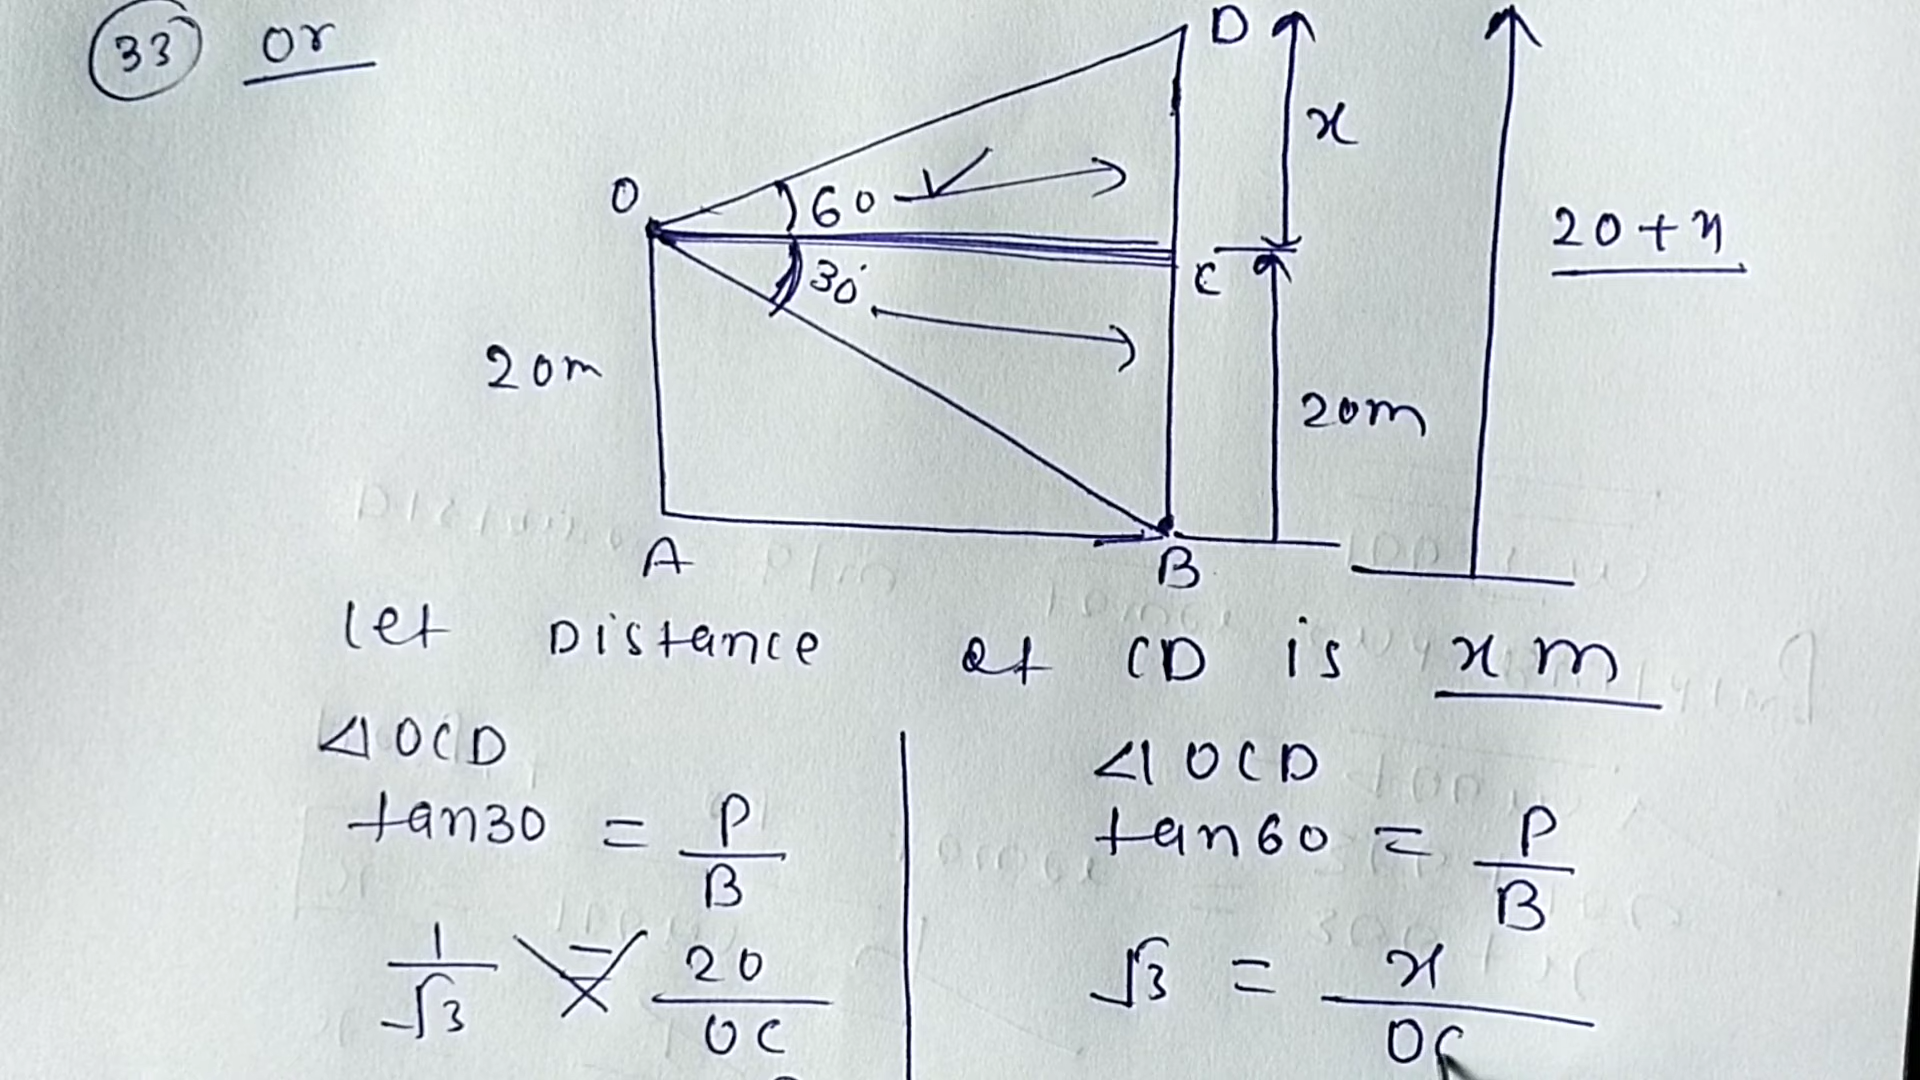 33 or
D
x
O
60
20+x
30°
C
20m
20m
A
B
let Distance of CD is x m
△OCD
tan30 = P/B
1/√3 = 20/OC
△OCD
tan60 = P/B
√3 = x/OC